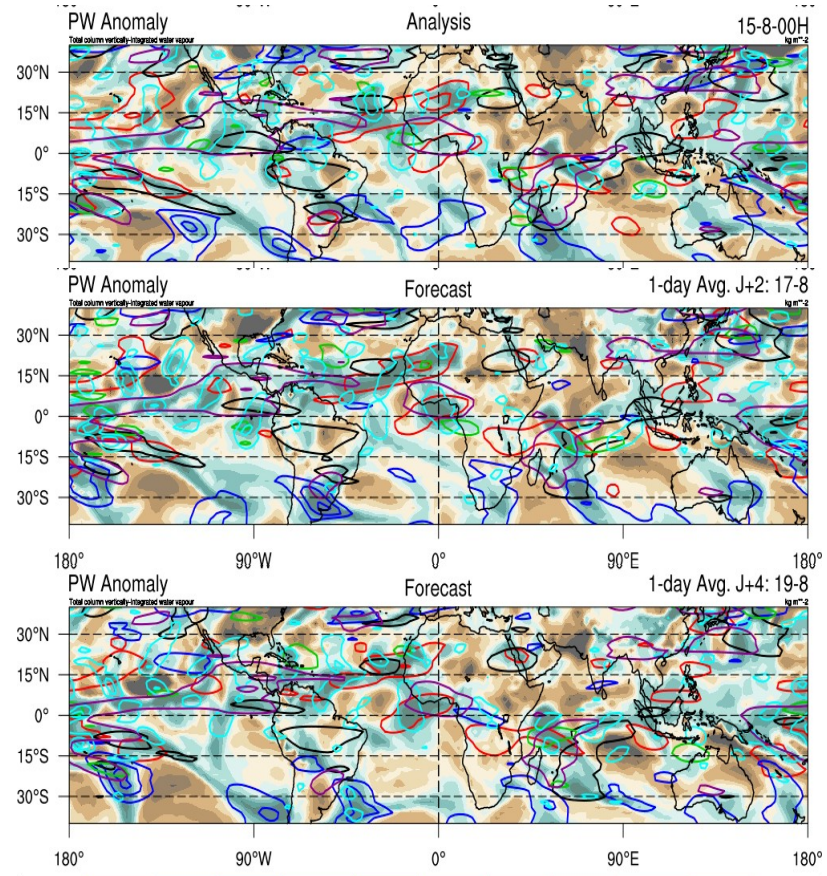 PW Anomaly Analysis 15-8-00H
Total column vertically-integrated water vapour kg m**-2
30°N
15°N
0°
15°S
30°S
PW Anomaly Forecast 1-day Avg. J+2: 17-8
Total column vertically-integrated water vapour kg m**-2
30°N
15°N
0°
15°S
30°S
180° 90°W 0° 90°E 180°
PW Anomaly Forecast 1-day Avg. J+4: 19-8
Total column vertically-integrated water vapour kg m**-2
30°N
15°N
0°
15°S
30°S
180° 90°W 0° 90°E 180°